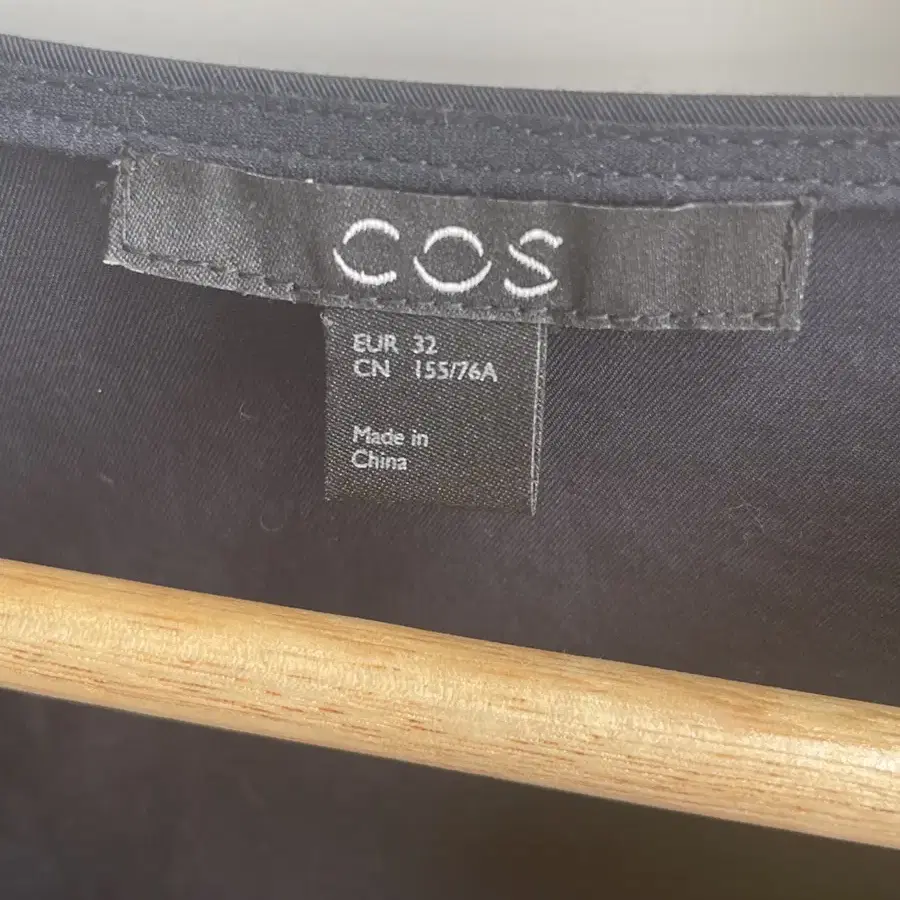 COS
EUR 32
CN 155/76A
Made in
China